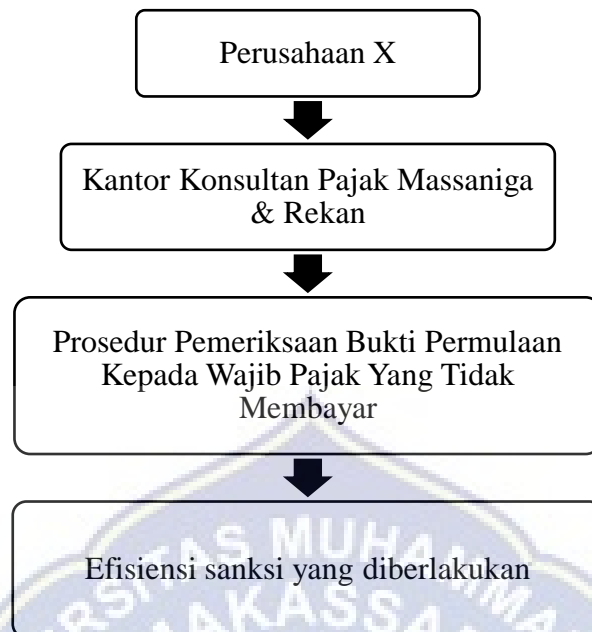 Perusahaan X
Kantor Konsultan Pajak Massaniga
& Rekan
Prosedur Pemeriksaan Bukti Permulaan
Kepada Wajib Pajak Yang Tidak
Membayar
Efisiensi sanksi yang diberlakukan